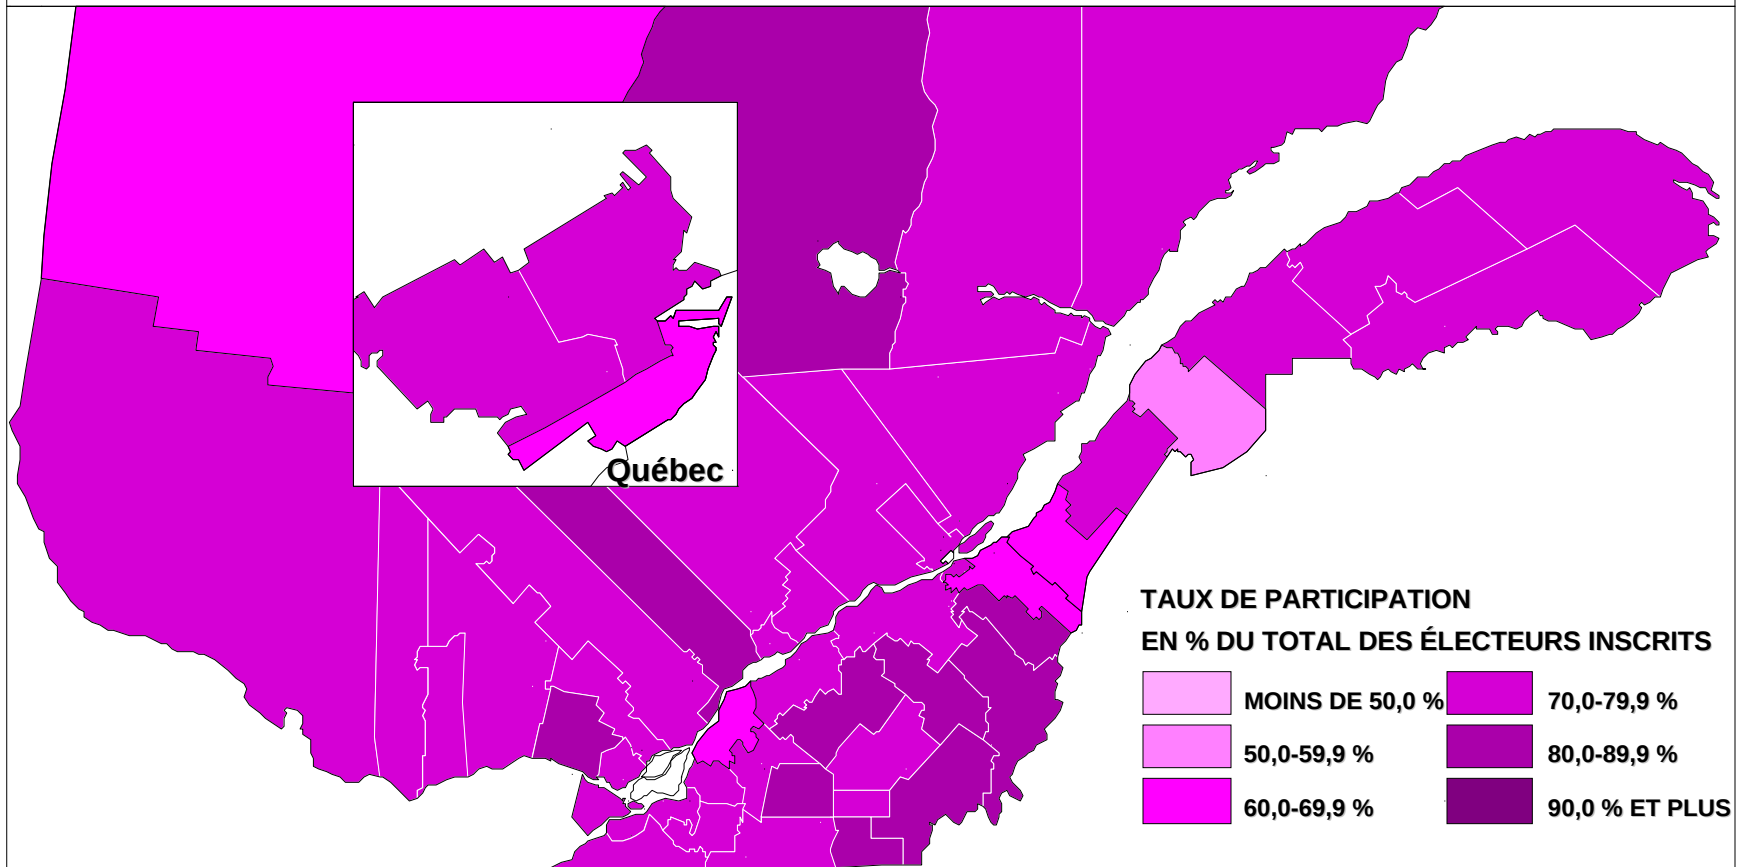 Québec
TAUX DE PARTICIPATION
EN % DU TOTAL DES ÉLECTEURS INSCRITS
MOINS DE 50,0 %
50,0-59,9 %
60,0-69,9 %
70,0-79,9 %
80,0-89,9 %
90,0 % ET PLUS